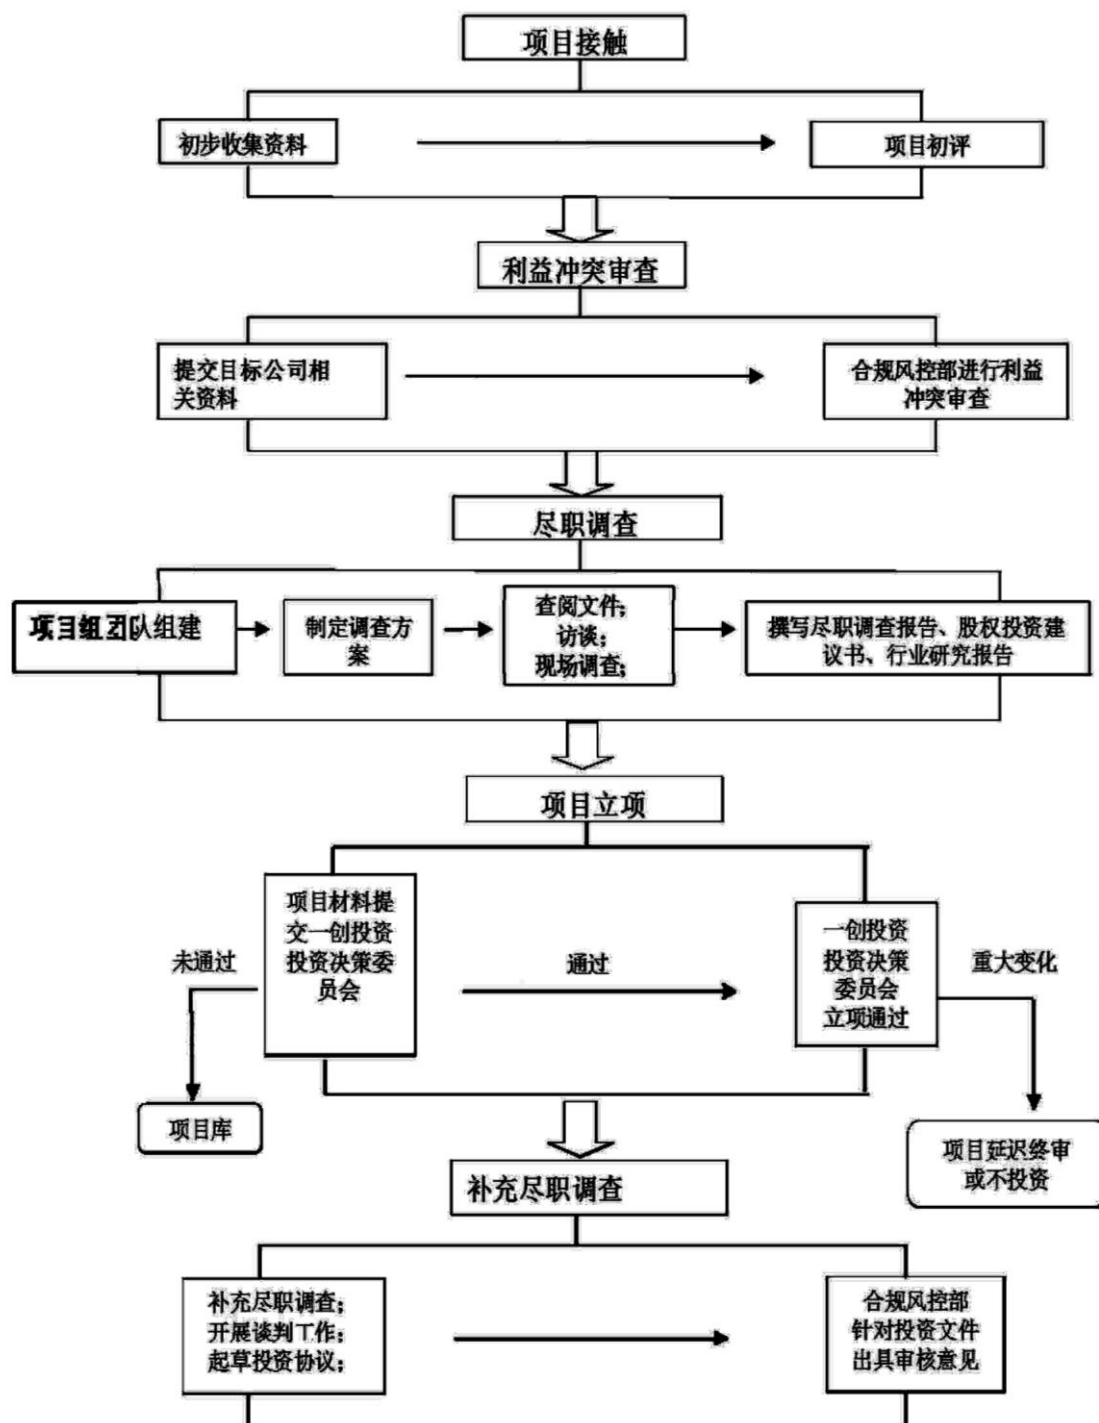 项目接触
初步收集资料
项目初评
利益冲突审查
提交目标公司相
关资料
合规风控部进行利益
冲突审查
尽职调查
项目组团队组建
制定调查方
案
查阅文件;
访谈;
现场调查;
撰写尽职调查报告、股权投资建
议书、行业研究报告
项目立项
项目材料提
交一创投资
投资决策委
员会
未通过
通过
一创投资
投资决策
委员会
立项通过
重大变化
项目库
项目延迟终审
或不投资
补充尽职调查
补充尽职调查;
开展谈判工作;
起草投资协议;
合规风控部
针对投资文件
出具审核意见